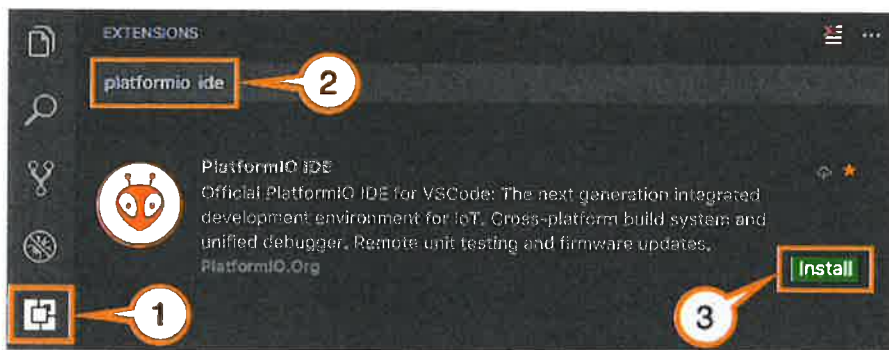 EXTENSIONS
platformio ide
2
PlatformIO IDE
Official PlatformIO IDE for VSCode: The next generation integrated
development environment for IoT. Cross-platform build system and
unified debugger. Remote unit testing and firmware updates.
PlatformIO.Org
Install
1
3